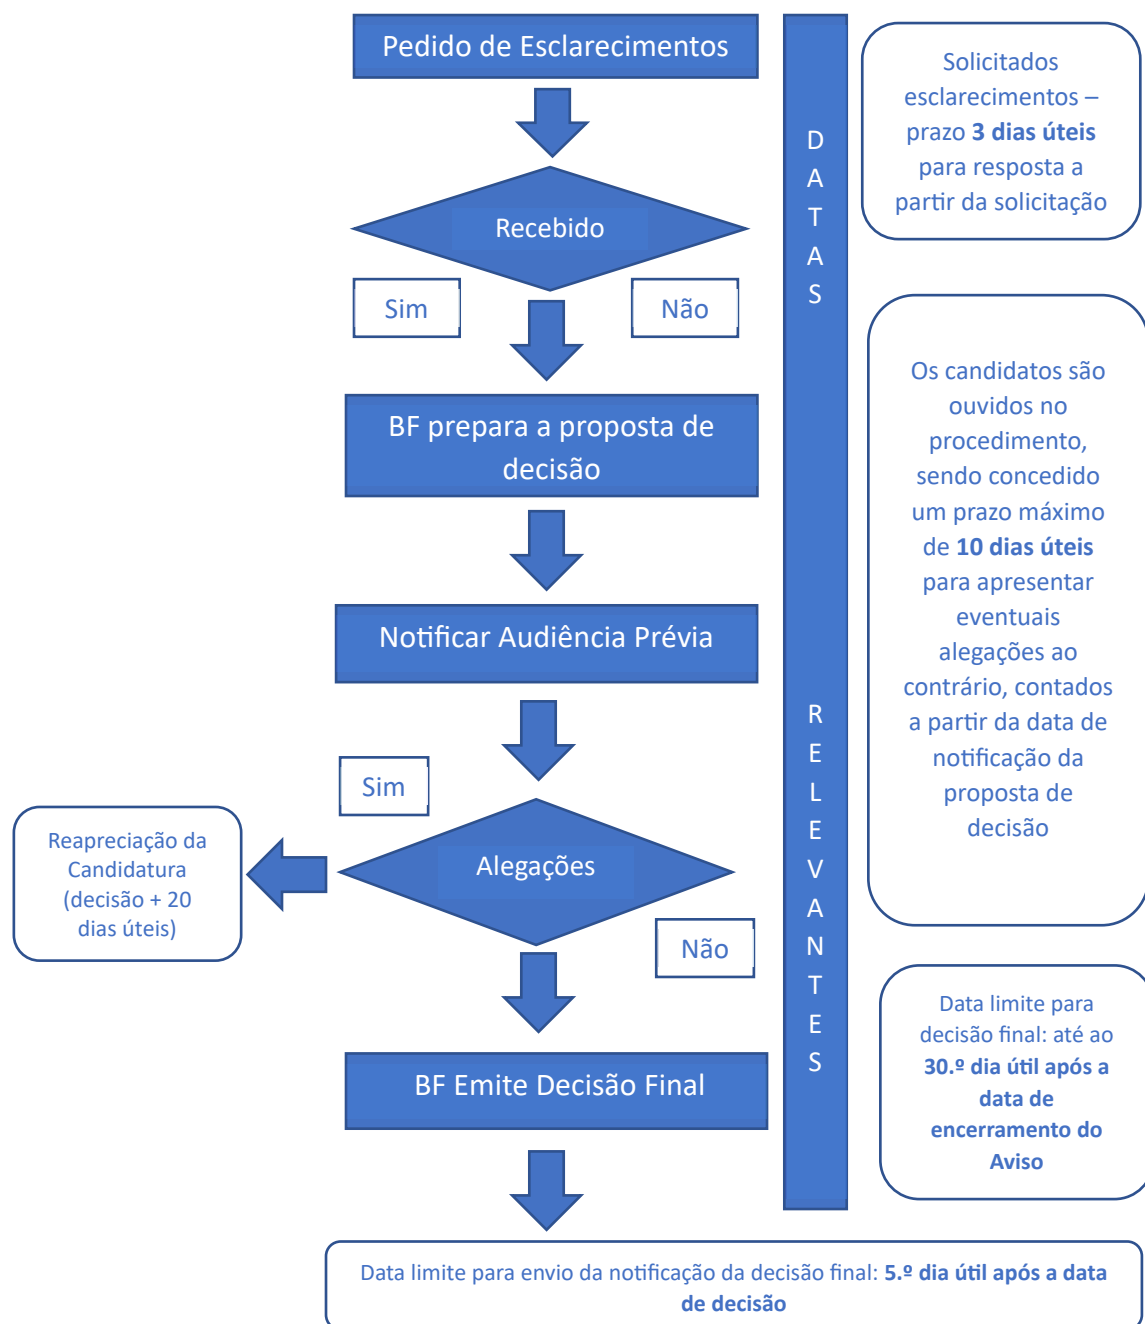 Pedido de Esclarecimentos
Recebido
Sim
Não
BF prepara a proposta de
decisão
Notificar Audiência Prévia
Sim
Alegações
Não
Reapreciação da
Candidatura
(decisão + 20
dias úteis)
BF Emite Decisão Final
D
A
T
A
S
R
E
L
E
V
A
N
T
E
S
Solicitados
esclarecimentos –
prazo 3 dias úteis
para resposta a
partir da solicitação
Os candidatos são
ouvidos no
procedimento,
sendo concedido
um prazo máximo
de 10 dias úteis
para apresentar
eventuais
alegações ao
contrário, contados
a partir da data de
notificação da
proposta de
decisão
Data limite para
decisão final: até ao
30.º dia útil após a
data de
encerramento do
Aviso
Data limite para envio da notificação da decisão final: 5.º dia útil após a data
de decisão